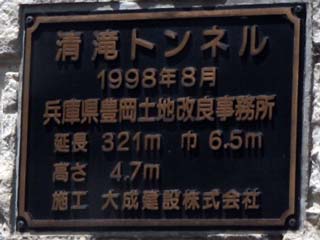 清滝トンネル
1998年8月
兵庫県豊岡土地改良事務所
延長 321m 巾 6.5m
高さ 4.7m
施工 大成建設株式会社